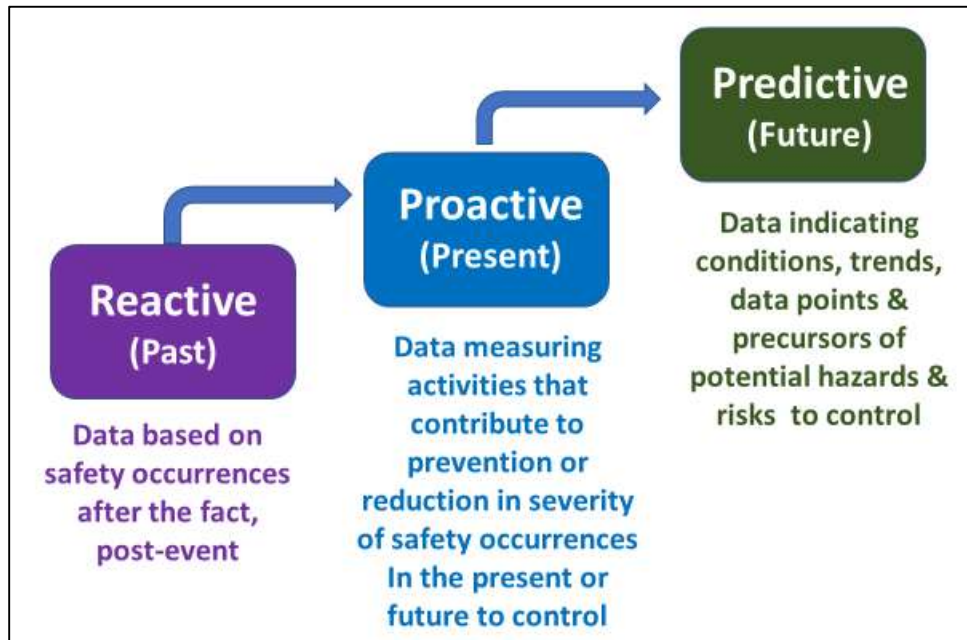 Reactive
(Past)
Data based on
safety occurrences
after the fact,
post-event
Proactive
(Present)
Data measuring
activities that
contribute to
prevention or
reduction in severity
of safety occurrences
In the present or
future to control
Predictive
(Future)
Data indicating
conditions, trends,
data points &
precursors of
potential hazards &
risks to control